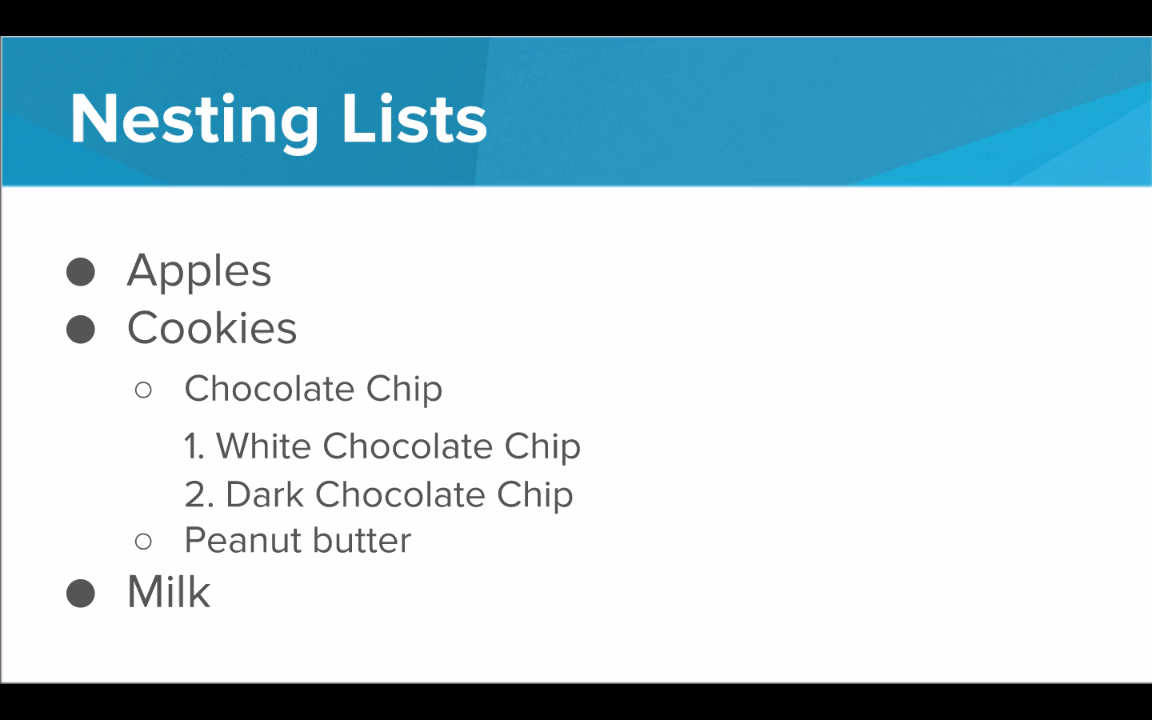 Nesting Lists
● Apples
● Cookies
○ Chocolate Chip
1. White Chocolate Chip
2. Dark Chocolate Chip
○ Peanut butter
● Milk